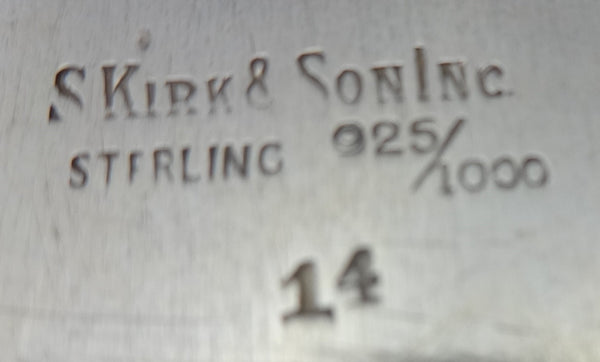 S KIRK & SON INC.
STERLING 925/1000
14